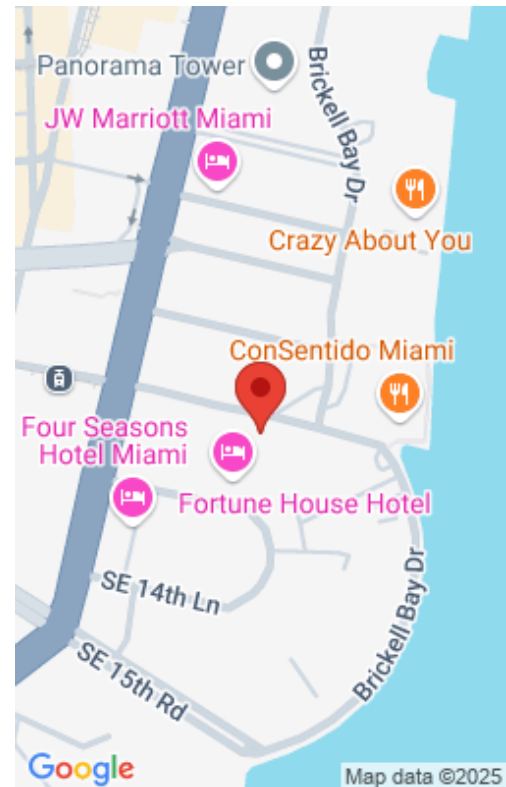 Panorama Tower
Brickell Bay Dr
JW Marriott Miami
Crazy About You
ConSentido Miami
Four Seasons
Hotel Miami
Fortune House Hotel
SE 14th Ln
Brickell Bay Dr
SE 15th Rd
Google
Map data ©2025